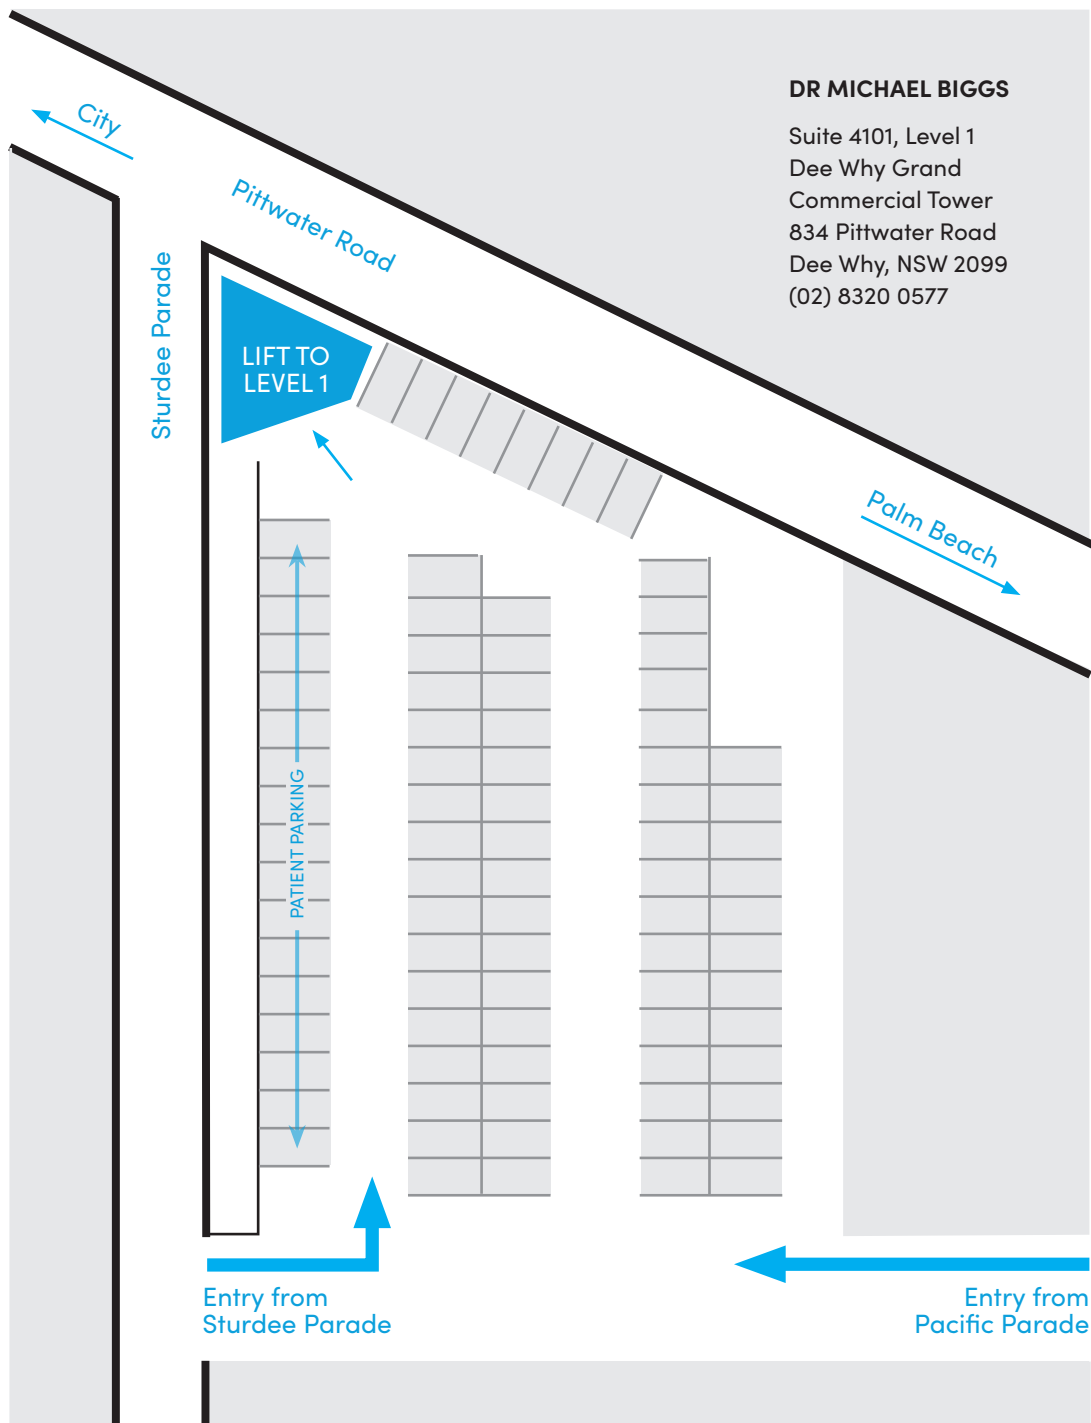 DR MICHAEL BIGGS
Suite 4101, Level 1
Dee Why Grand
Commercial Tower
834 Pittwater Road
Dee Why, NSW 2099
(02) 8320 0577
City
Pittwater Road
Sturdee Parade
LIFT TO
LEVEL 1
Palm Beach
PATIENT PARKING
Entry from
Sturdee Parade
Entry from
Pacific Parade